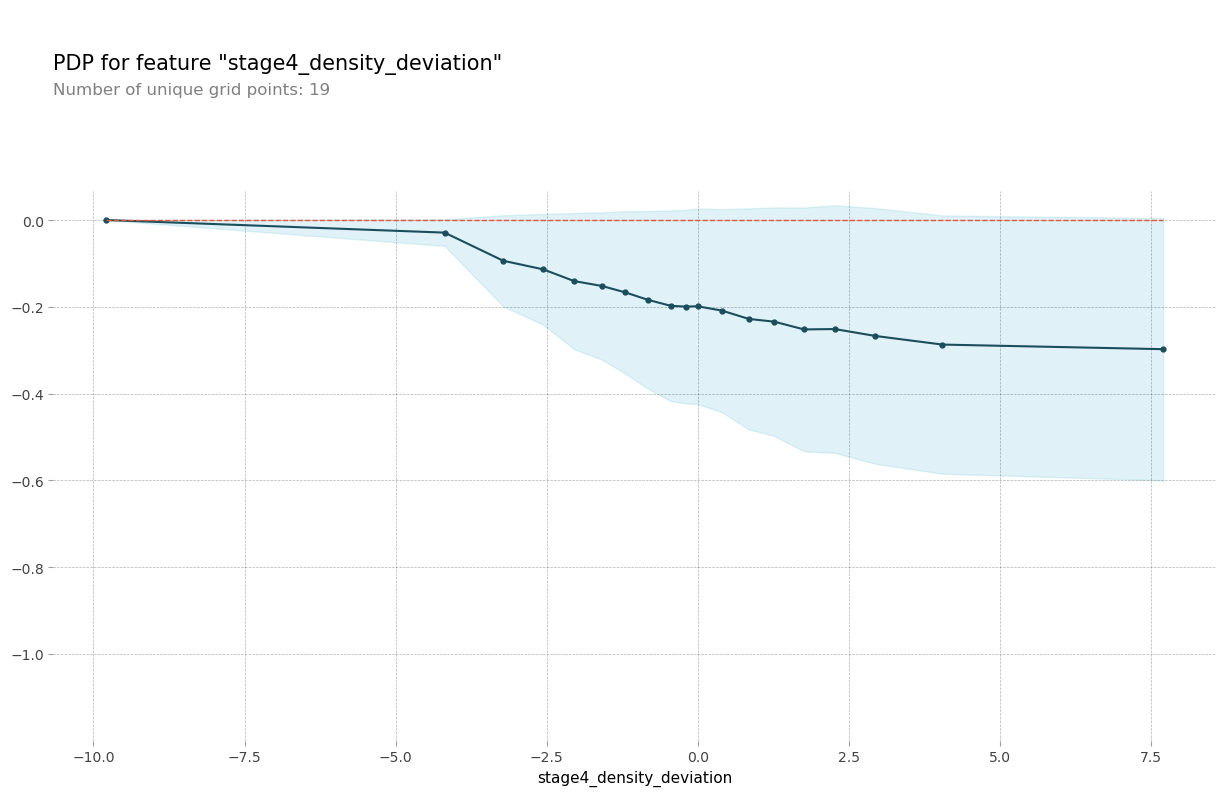 PDP for feature "stage4_density_deviation"
Number of unique grid points: 19
0.0
−0.2
−0.4
−0.6
−0.8
−1.0
−10.0 −7.5 −5.0 −2.5 0.0 2.5 5.0 7.5
stage4_density_deviation